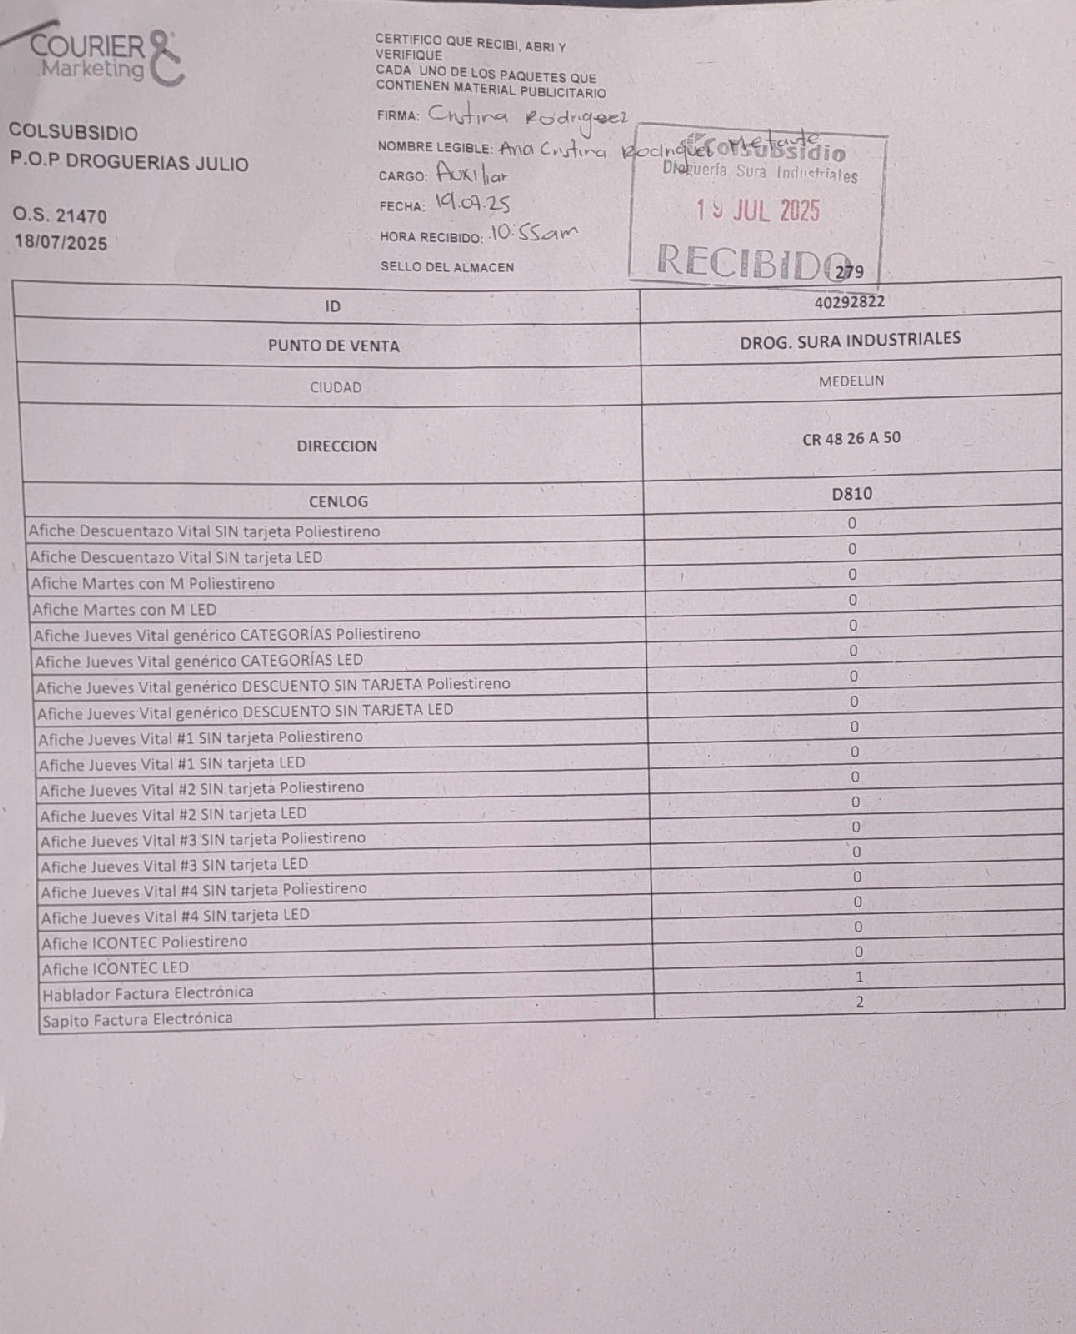 COURIER &
Marketing
COLSUBSIDIO
P.O.P DROGUERIAS JULIO
O.S. 21470
18/07/2025
CERTIFICO QUE RECIBI, ABRI Y
VERIFIQUE
CADA UNO DE LOS PAQUETES QUE
CONTIENEN MATERIAL PUBLICITARIO
FIRMA: Cristina Rodriguez
NOMBRE LEGIBLE: Ana Cristina Rodriguez
CARGO: Auxiliar
FECHA: 19.07.25
HORA RECIBIDO: 10:55am
SELLO DEL ALMACEN
Colsubsidio
Droguería Sura Industriales
19 JUL 2025
RECIBIDO
279
ID 40292822
PUNTO DE VENTA DROG. SURA INDUSTRIALES
CIUDAD MEDELLIN
DIRECCION CR 48 26 A 50
CENLOG D810
Afiche Descuentazo Vital SIN tarjeta Poliestireno 0
Afiche Descuentazo Vital SIN tarjeta LED 0
Afiche Martes con M Poliestireno 0
Afiche Martes con M LED 0
Afiche Jueves Vital genérico CATEGORÍAS Poliestireno 0
Afiche Jueves Vital genérico CATEGORÍAS LED 0
Afiche Jueves Vital genérico DESCUENTO SIN TARJETA Poliestireno 0
Afiche Jueves Vital genérico DESCUENTO SIN TARJETA LED 0
Afiche Jueves Vital #1 SIN tarjeta Poliestireno 0
Afiche Jueves Vital #1 SIN tarjeta LED 0
Afiche Jueves Vital #2 SIN tarjeta Poliestireno 0
Afiche Jueves Vital #2 SIN tarjeta LED 0
Afiche Jueves Vital #3 SIN tarjeta Poliestireno 0
Afiche Jueves Vital #3 SIN tarjeta LED 0
Afiche Jueves Vital #4 SIN tarjeta Poliestireno 0
Afiche Jueves Vital #4 SIN tarjeta LED 0
Afiche ICONTEC Poliestireno 0
Afiche ICONTEC LED 0
Hablador Factura Electrónica 1
Sapito Factura Electrónica 2